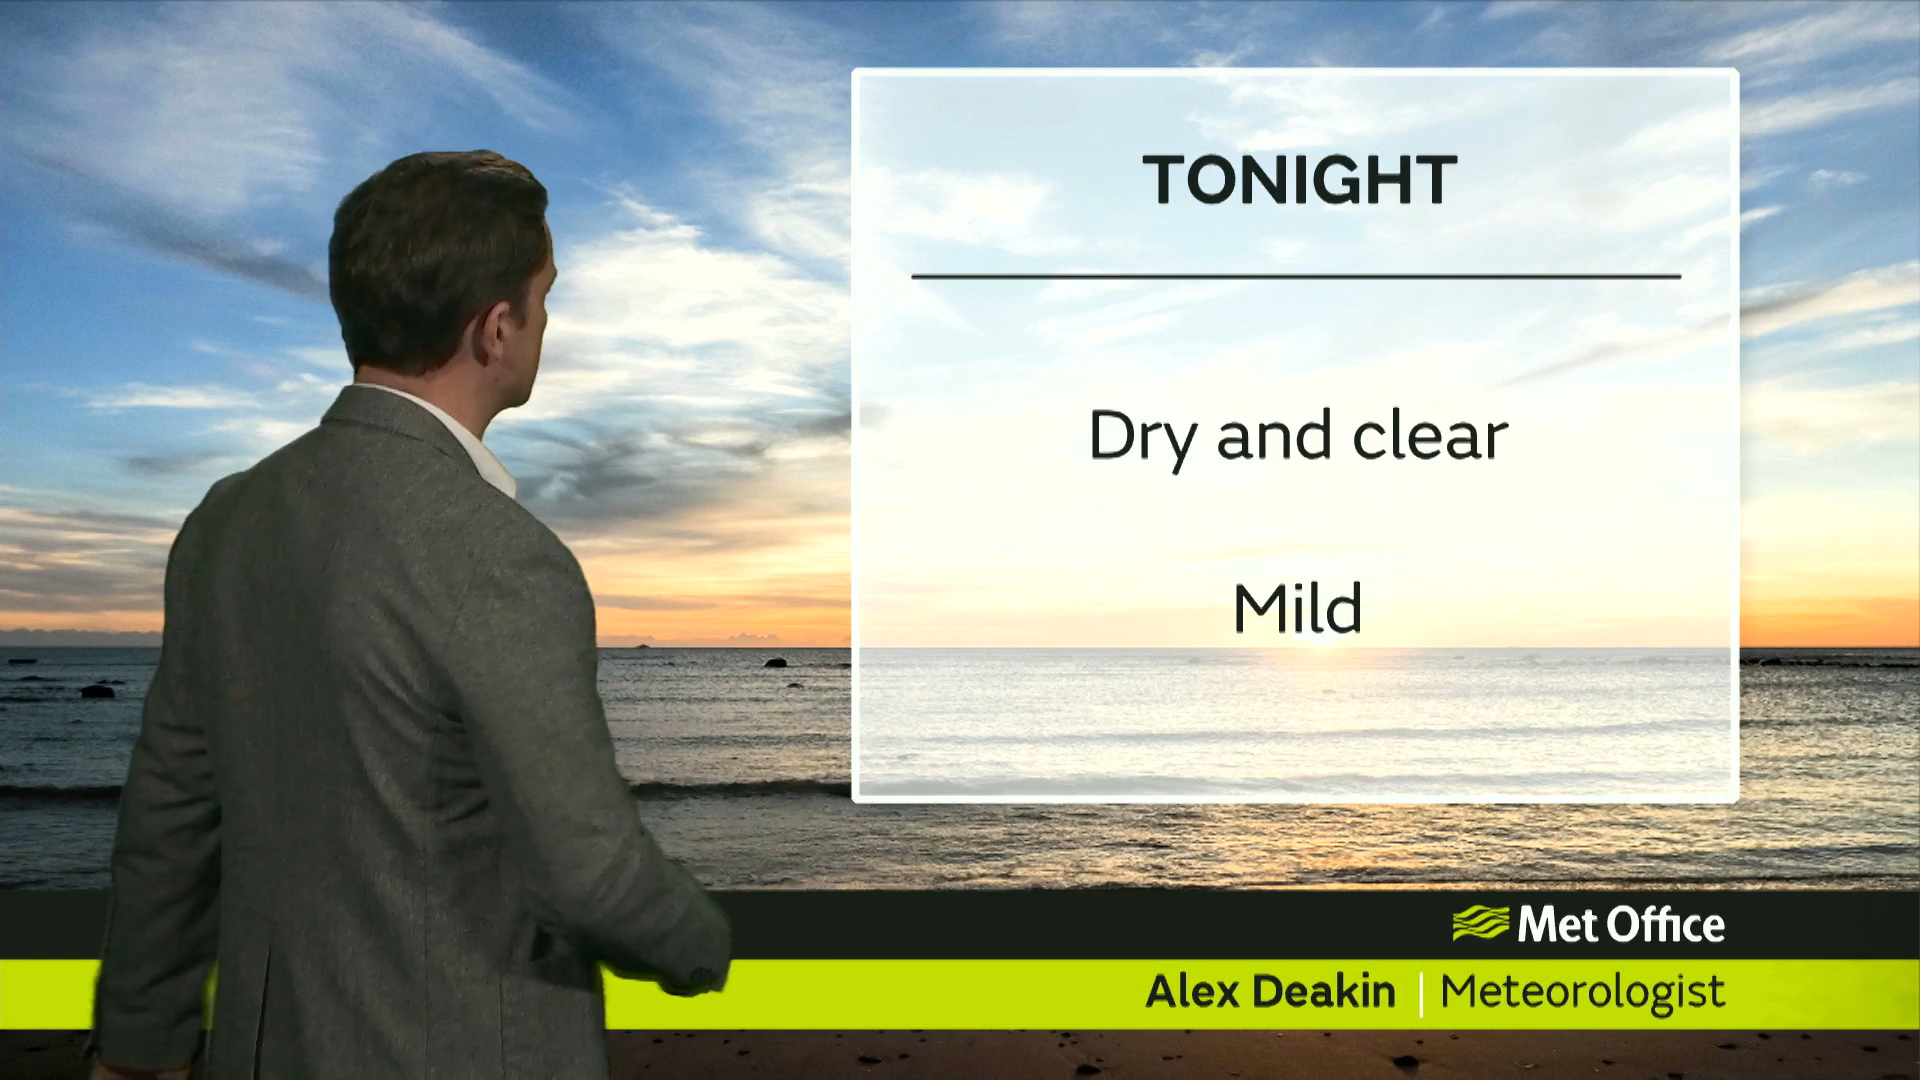 TONIGHT
Dry and clear
Mild
Met Office
Alex Deakin | Meteorologist